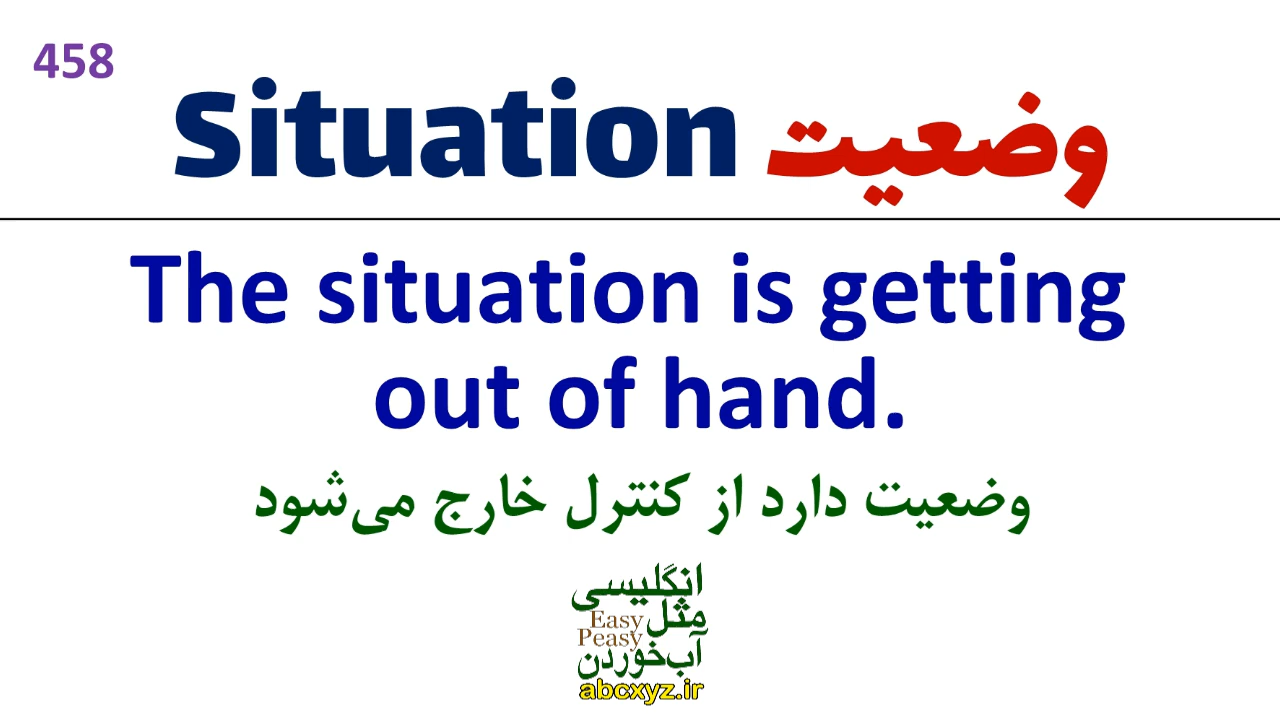 458
Situation وضعیت
The situation is getting
out of hand.
وضعیت دارد از کنترل خارج می‌شود
انگلیسی
مثل Easy
Peasy
آب‌خوردن
abcxyz.ir